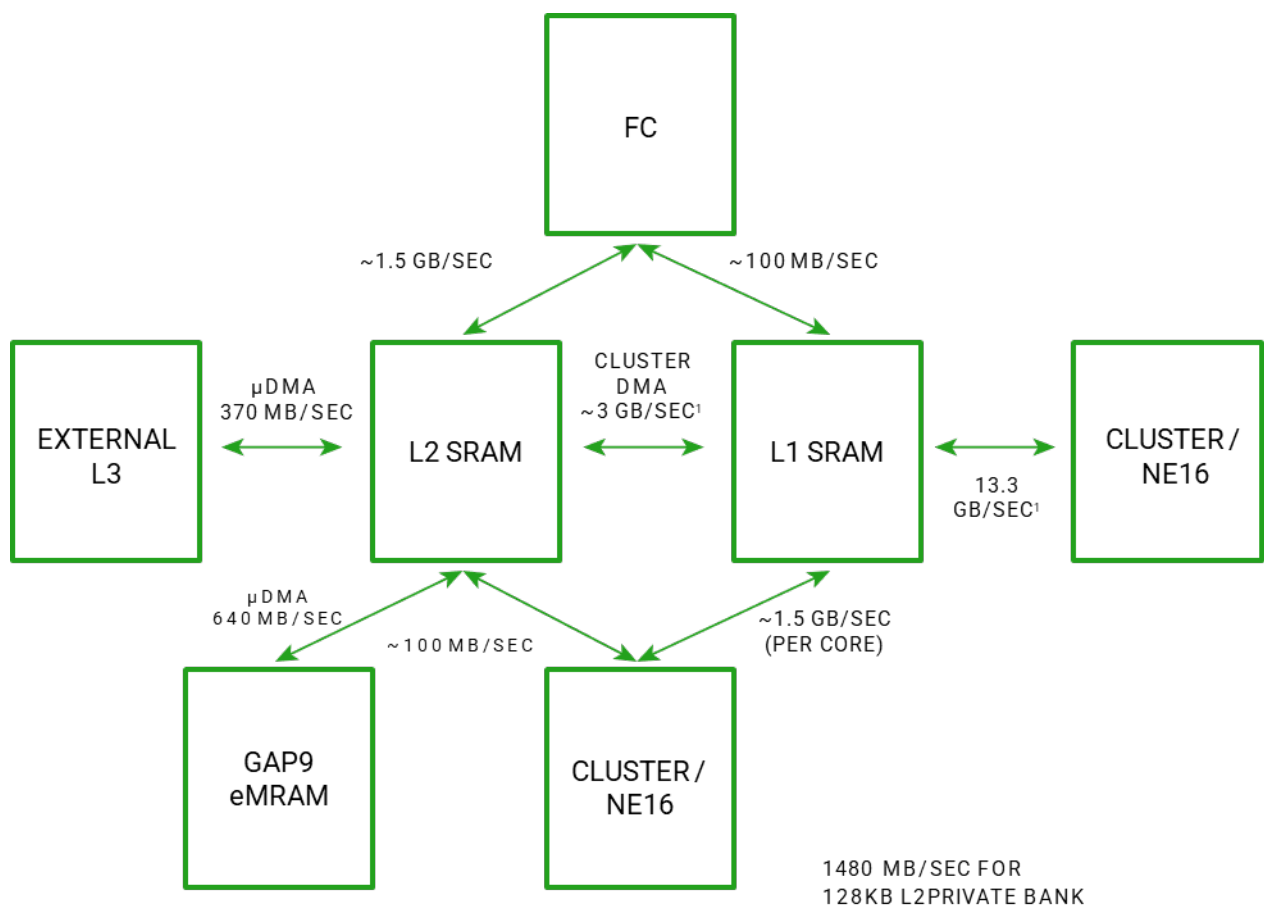 FC
~1.5 GB/SEC
~100 MB/SEC
µDMA
370 MB/SEC
CLUSTER
DMA
~3 GB/SEC¹
EXTERNAL
L3
L2 SRAM
L1 SRAM
CLUSTER /
NE16
13.3
GB/SEC¹
µDMA
640 MB/SEC
~100 MB/SEC
~1.5 GB/SEC
(PER CORE)
GAP9
eMRAM
CLUSTER /
NE16
1480 MB/SEC FOR
128KB L2PRIVATE BANK